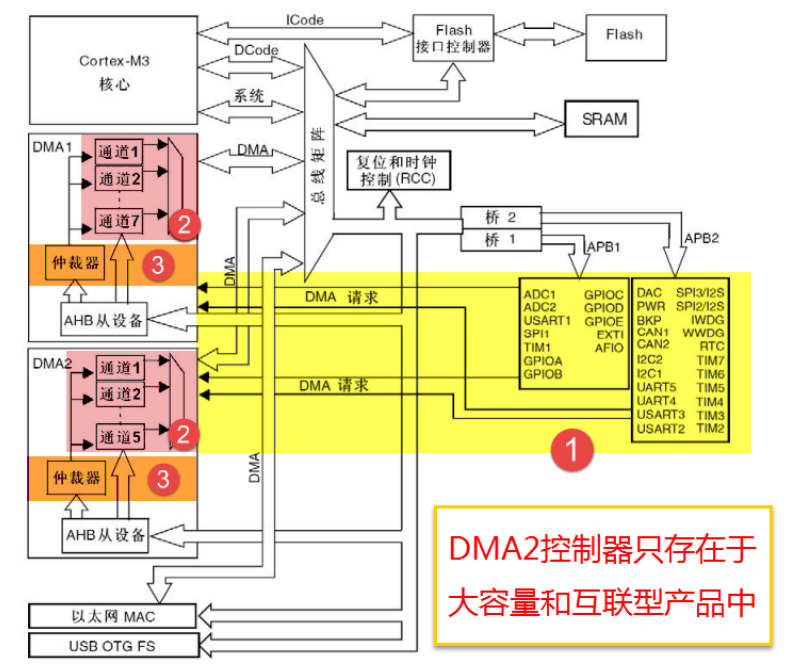 ICode
Cortex-M3
核心
DCode
系统
Flash
接口控制器
Flash
SRAM
DMA1
通道1
通道2
通道7
2
仲裁器
3
AHB从设备
DMA
总线矩阵
复位和时钟
控制(RCC)
桥 2
桥 1
APB1
APB2
DMA
DMA 请求
ADC1
ADC2
USART1
SPI1
TIM1
GPIOA
GPIOB
GPIOC
GPIOD
GPIOE
EXTI
AFIO
DAC
PWR
BKP
CAN1
CAN2
I2C2
I2C1
UART5
UART4
USART3
USART2
SPI3/I2S
SPI2/I2S
IWDG
WWDG
RTC
TIM7
TIM6
TIM5
TIM4
TIM3
TIM2
DMA2
通道1
通道2
通道5
2
仲裁器
3
AHB从设备
DMA 请求
1
DMA
以太网 MAC
USB OTG FS
DMA2控制器只存在于
大容量和互联型产品中